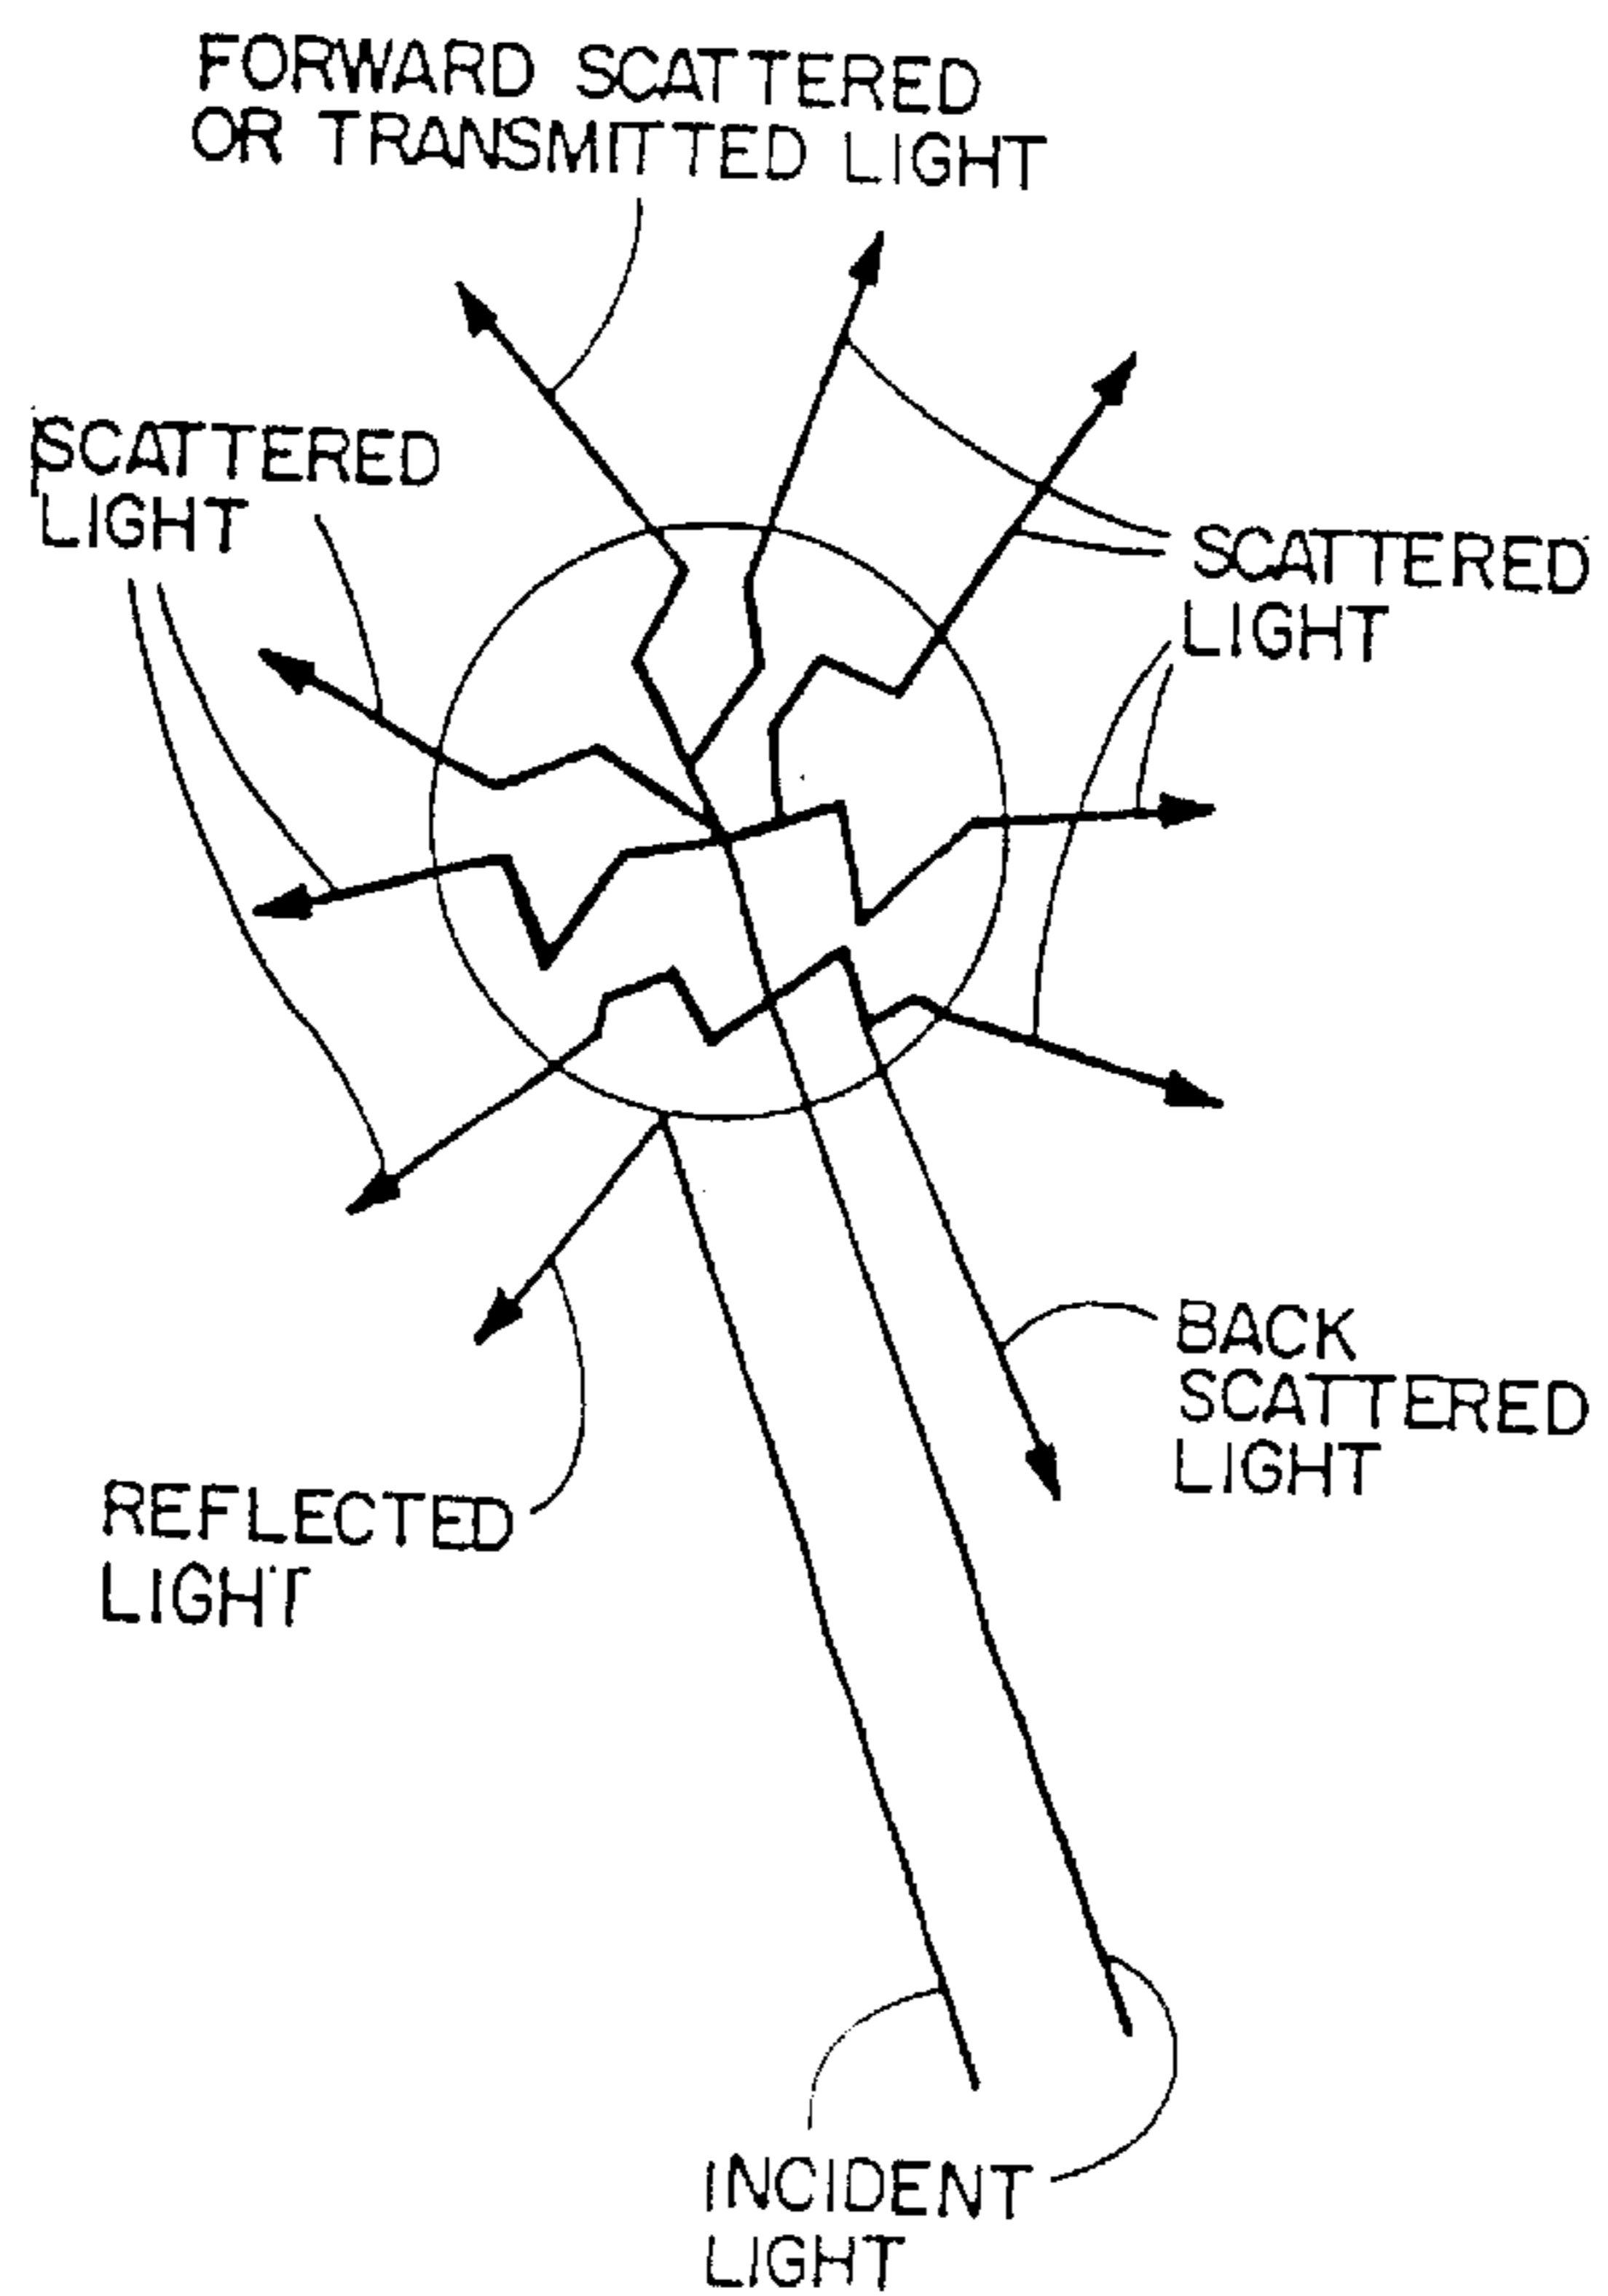 FORWARD SCATTERED
OR TRANSMITTED LIGHT
SCATTERED
LIGHT
SCATTERED
LIGHT
BACK
SCATTERED
LIGHT
REFLECTED
LIGHT
INCIDENT
LIGHT